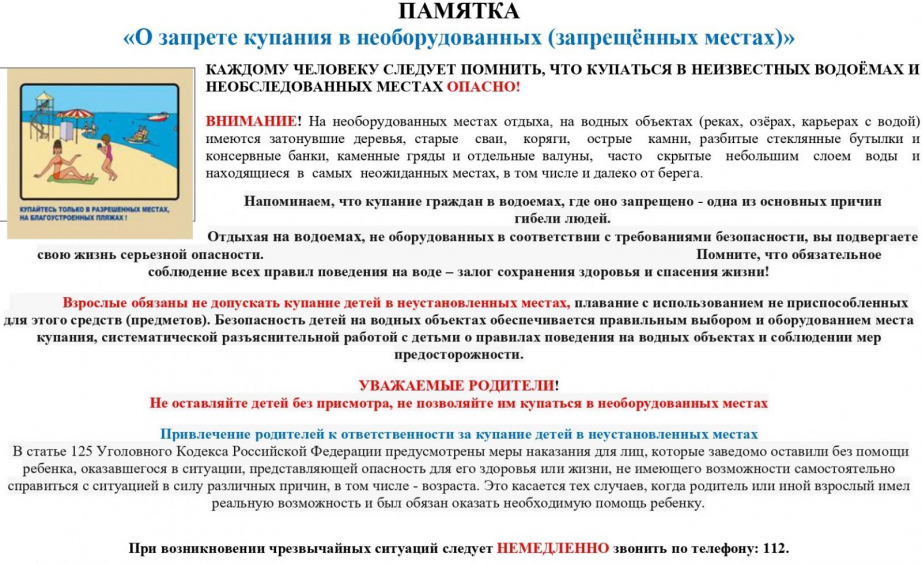 ПАМЯТКА
«О запрете купания в необорудованных (запрещённых местах)»
КАЖДОМУ ЧЕЛОВЕКУ СЛЕДУЕТ ПОМНИТЬ, ЧТО КУПАТЬСЯ В НЕИЗВЕСТНЫХ ВОДОЁМАХ И
НЕОБСЛЕДОВАННЫХ МЕСТАХ ОПАСНО!
ВНИМАНИЕ! На необорудованных местах отдыха, на водных объектах (реках, озёрах, карьерах с водой)
имеются затонувшие деревья, старые сваи, коряги, острые камни, разбитые стеклянные бутылки и
консервные банки, каменные гряды и отдельные валуны, часто скрытые небольшим слоем воды и
находящиеся в самых неожиданных местах, в том числе и далеко от берега.
КУПАЙТЕСЬ ТОЛЬКО В РАЗРЕШЕННЫХ МЕСТАХ,
НА БЛАГОУСТРОЕННЫХ ПЛЯЖАХ !
Напоминаем, что купание граждан в водоемах, где оно запрещено - одна из основных причин
гибели людей.
Отдыхая на водоемах, не оборудованных в соответствии с требованиями безопасности, вы подвергаете
свою жизнь серьезной опасности. Помните, что обязательное
соблюдение всех правил поведения на воде – залог сохранения здоровья и спасения жизни!
Взрослые обязаны не допускать купание детей в неустановленных местах, плавание с использованием не приспособленных
для этого средств (предметов). Безопасность детей на водных объектах обеспечивается правильным выбором и оборудованием места
купания, систематической разъяснительной работой с детьми о правилах поведения на водных объектах и соблюдении мер
предосторожности.
УВАЖАЕМЫЕ РОДИТЕЛИ!
Не оставляйте детей без присмотра, не позволяйте им купаться в необорудованных местах
Привлечение родителей к ответственности за купание детей в неустановленных местах
В статье 125 Уголовного Кодекса Российской Федерации предусмотрены меры наказания для лиц, которые заведомо оставили без помощи
ребенка, оказавшегося в ситуации, представляющей опасность для его здоровья или жизни, не имеющего возможности самостоятельно
справиться с ситуацией в силу различных причин, в том числе - возраста. Это касается тех случаев, когда родитель или иной взрослый имел
реальную возможность и был обязан оказать необходимую помощь ребенку.
При возникновении чрезвычайных ситуаций следует НЕМЕДЛЕННО звонить по телефону: 112.